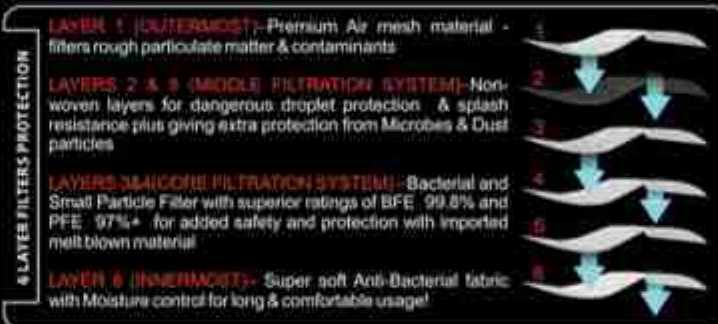 6 LAYER FILTERS PROTECTION
LAYER 1 (OUTERMOST)-Premium Air mesh material -
filters rough particulate matter & contaminants
LAYERS 2 & 5 (MIDDLE FILTRATION SYSTEM)-Non-
woven layers for dangerous droplet protection & splash
resistance plus giving extra protection from Microbes & Dust
particles
LAYERS 3&4(CORE FILTRATION SYSTEM)--Bacterial and
Small Particle Filter with superior ratings of BFE 99.8% and
PFE 97%+ for added safety and protection with imported
melt blown material
LAYER 6 (INNERMOST)-- Super soft Anti-Bacterial fabric
with Moisture control for long & comfortable usage!
1
2
3
4
5
6